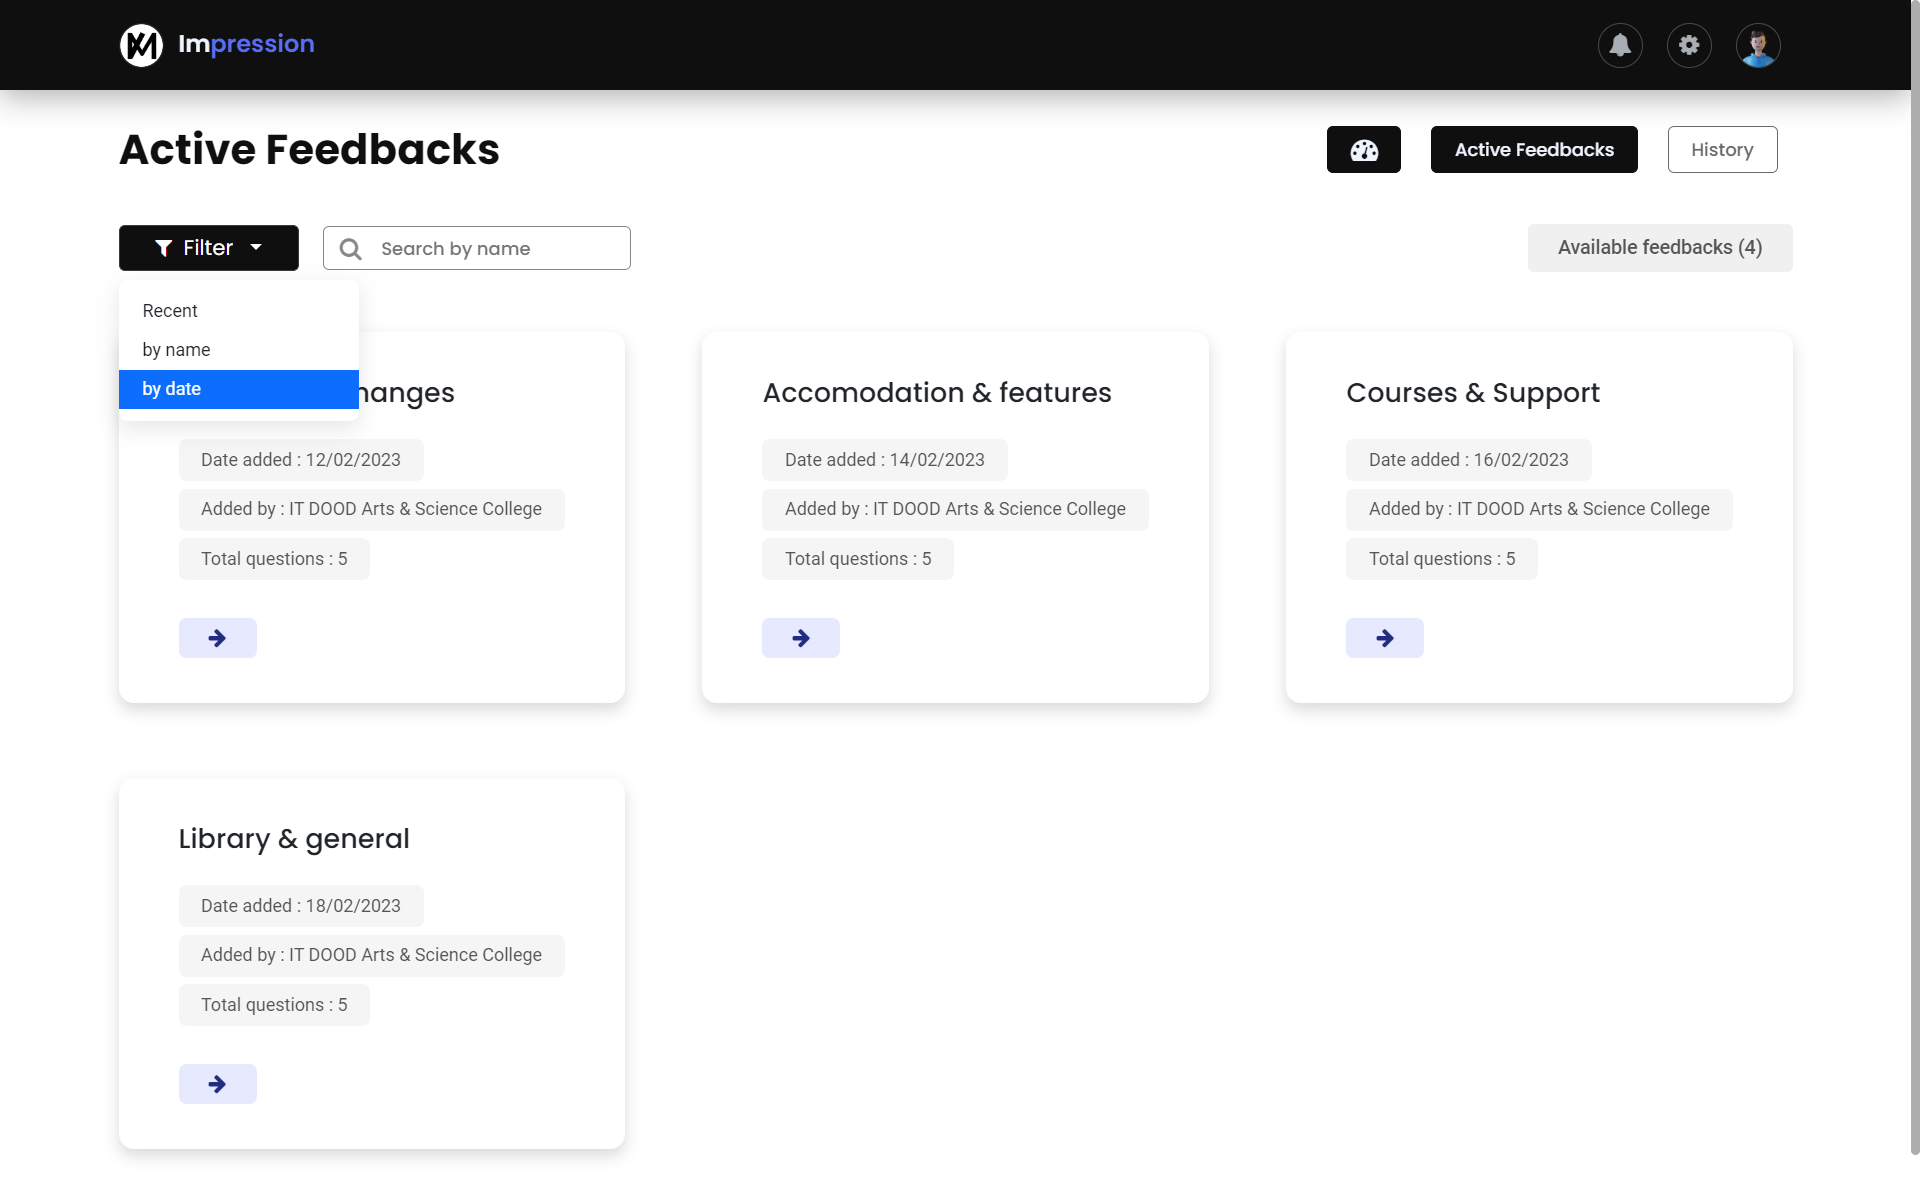 Impression
Active Feedbacks
Active Feedbacks
History
Filter
Search by name
Available feedbacks (4)
Recent
by name
by date
hanges
Date added : 12/02/2023
Added by : IT DOOD Arts & Science College
Total questions : 5
Accomodation & features
Date added : 14/02/2023
Added by : IT DOOD Arts & Science College
Total questions : 5
Courses & Support
Date added : 16/02/2023
Added by : IT DOOD Arts & Science College
Total questions : 5
Library & general
Date added : 18/02/2023
Added by : IT DOOD Arts & Science College
Total questions : 5